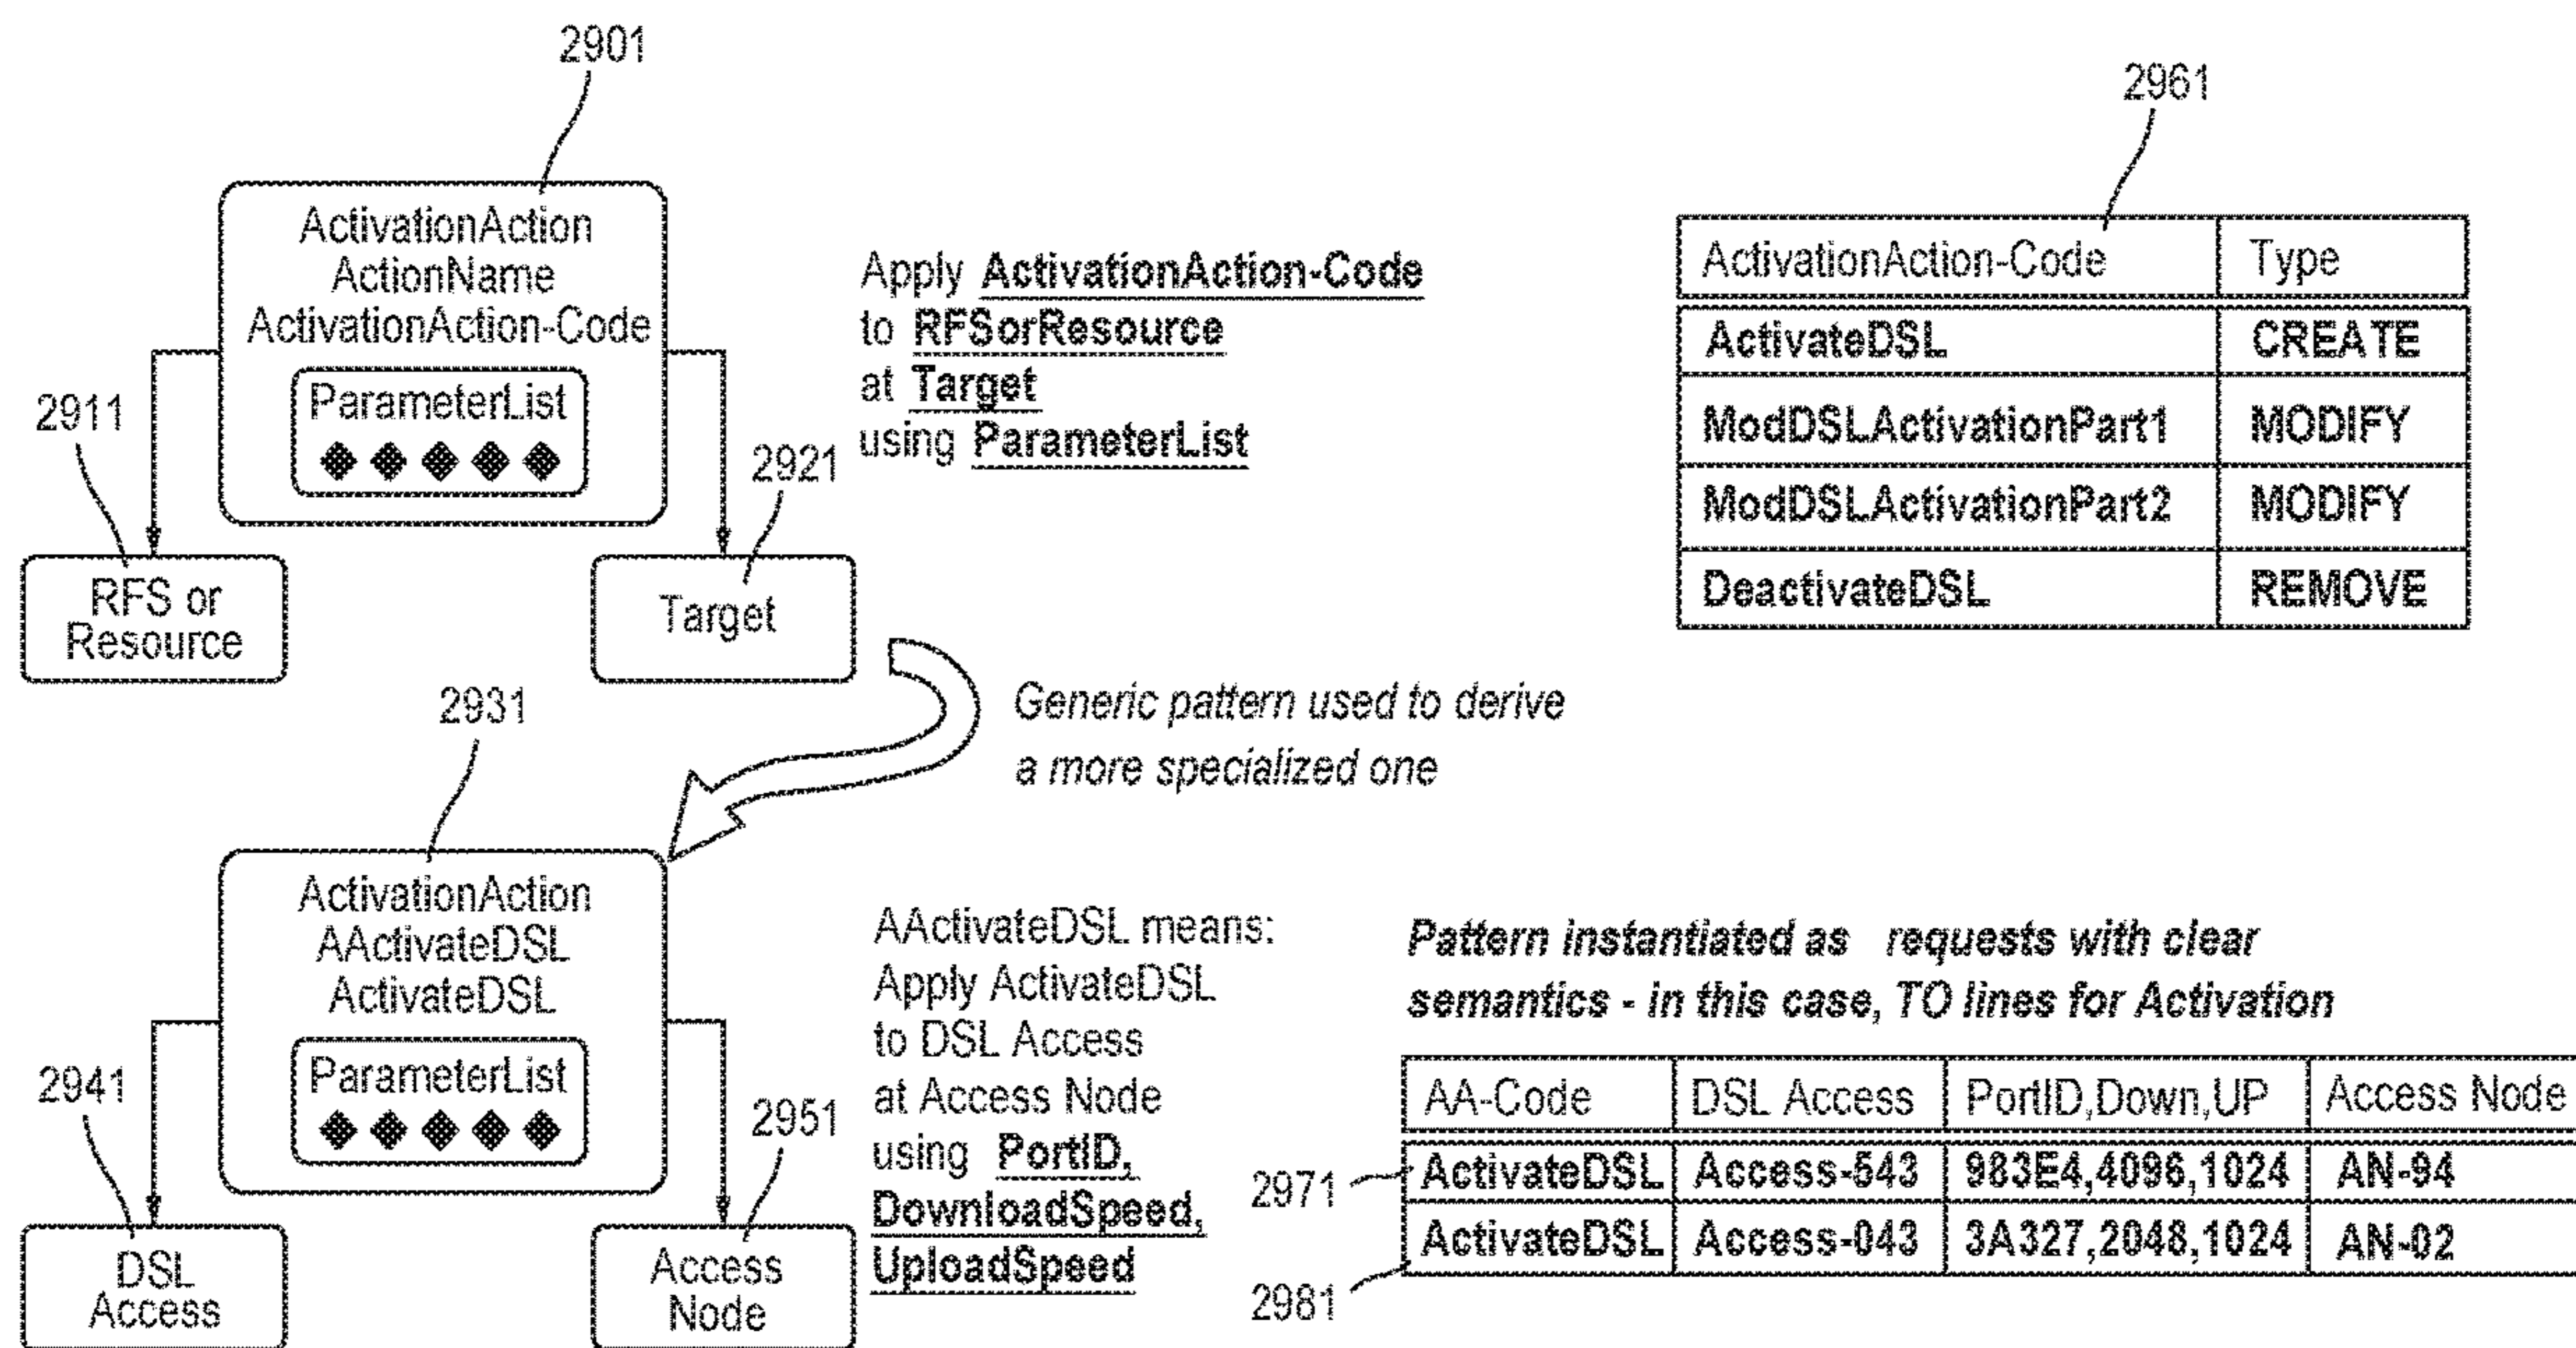 2901
ActivationAction
ActionName
ActivationAction-Code
ParameterList
2911
RFS or
Resource
2921
Target
Apply ActivationAction-Code
to RFSorResource
at Target
using ParameterList
2961
ActivationAction-Code Type
ActivateDSL CREATE
ModDSLActivationPart1 MODIFY
ModDSLActivationPart2 MODIFY
DeactivateDSL REMOVE
Generic pattern used to derive
a more specialized one
2931
ActivationAction
AActivateDSL
ActivateDSL
ParameterList
2941
DSL
Access
2951
Access
Node
AActivateDSL means:
Apply ActivateDSL
to DSL Access
at Access Node
using PortID,
DownloadSpeed,
UploadSpeed
Pattern instantiated as requests with clear
semantics - in this case, TO lines for Activation
AA-Code DSL Access PortID,Down,UP Access Node
2971 ActivateDSL Access-543 983E4,4096,1024 AN-94
ActivateDSL Access-043 3A327,2048,1024 AN-02
2981